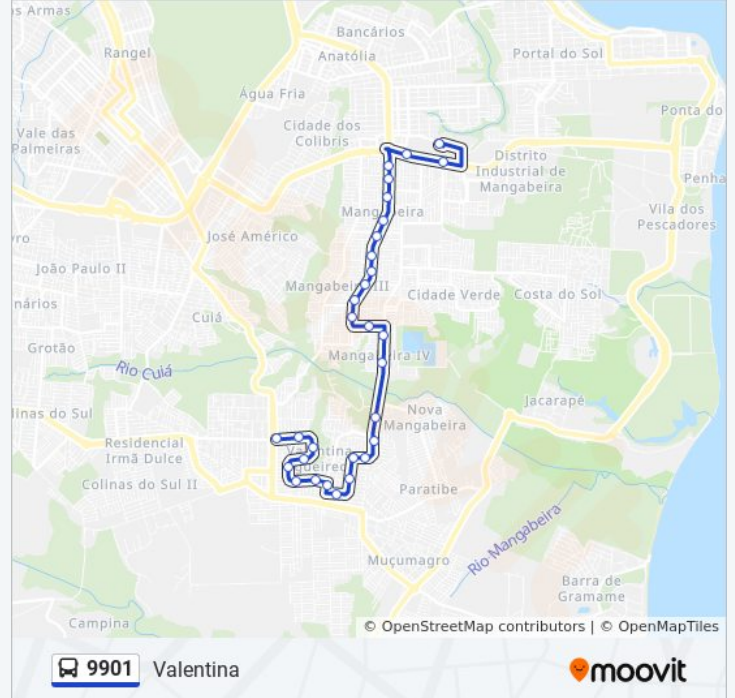 s Armas
Bancários
Rangel
Anatólia
Portal do Sol
Água Fria
Ponta do
Cidade dos
Colibris
Vale das
Palmeiras
Distrito
Industrial de
Mangabeira
Penha
Mangabeira
Vila dos
Pescadores
vro
José Américo
João Paulo II
Mangabeira III
Cidade Verde
Costa do Sol
nários
Cuiá
Grotão
Mangabeira IV
Rio Cuiá
Jacarapé
Nova
Mangabeira
linas do Sul
Residencial
Irmã Dulce
Valentina
Figueiredo
Colinas do Sul II
Paratibe
Rio Mangabeira
Muçumagro
Barra de
Gramame
Campina
© OpenStreetMap contributors | © OpenMapTiles
9901 Valentina
moovit